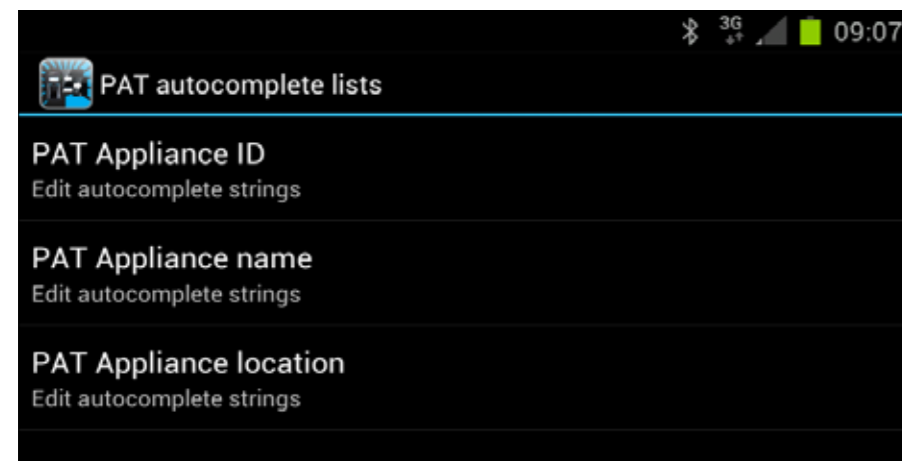 3G 09:07
PAT autocomplete lists
PAT Appliance ID
Edit autocomplete strings
PAT Appliance name
Edit autocomplete strings
PAT Appliance location
Edit autocomplete strings